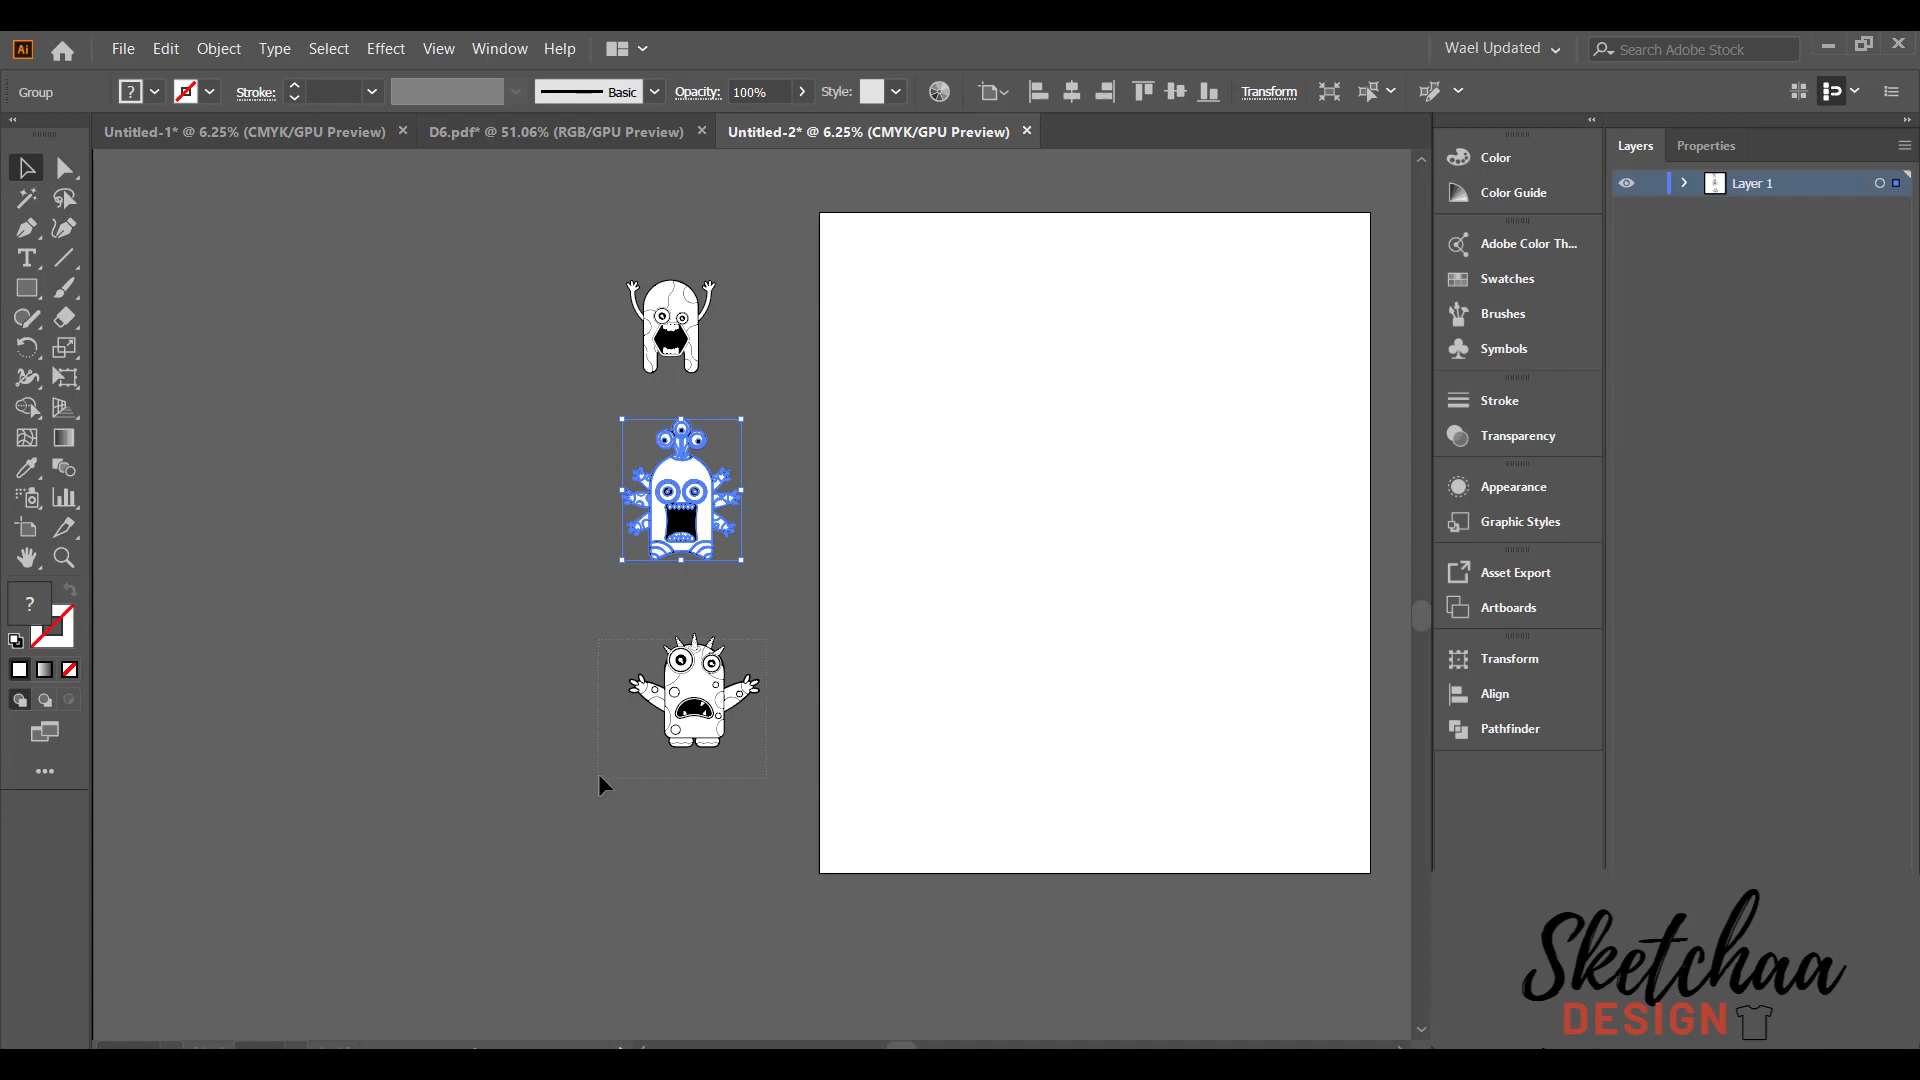 Ai File Edit Object Type Select Effect View Window Help Wael Updated Search Adobe Stock
Group ? Stroke: Basic Opacity: 100% Style: Transform
Untitled-1* @ 6.25% (CMYK/GPU Preview) × D6.pdf* @ 51.06% (RGB/GPU Preview) × Untitled-2* @ 6.25% (CMYK/GPU Preview) ×
Layers Properties
Color
Color Guide
Adobe Color Th...
Swatches
Brushes
Symbols
Stroke
Transparency
Appearance
Graphic Styles
Asset Export
Artboards
Transform
Align
Pathfinder
Layer 1
?
Sketchaa
DESIGN